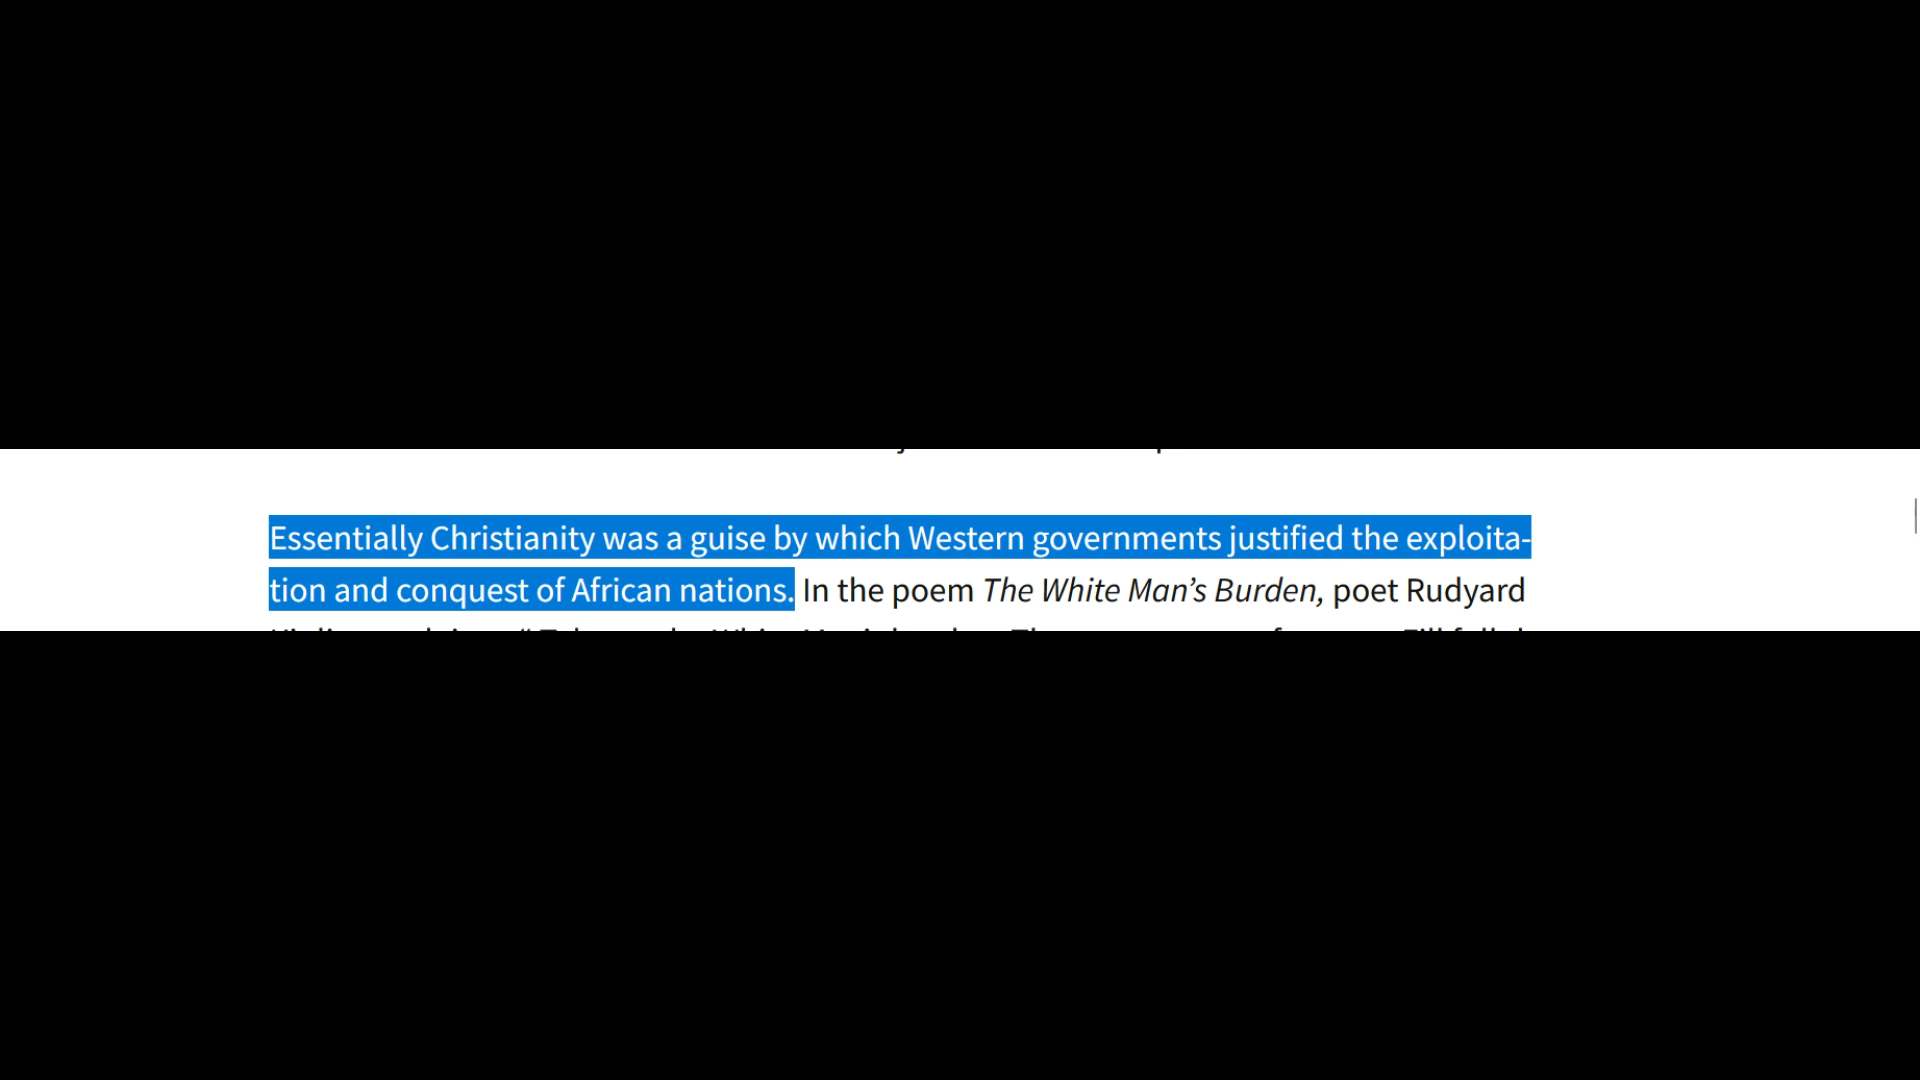 Essentially Christianity was a guise by which Western governments justified the exploita-
tion and conquest of African nations. In the poem The White Man’s Burden, poet Rudyard